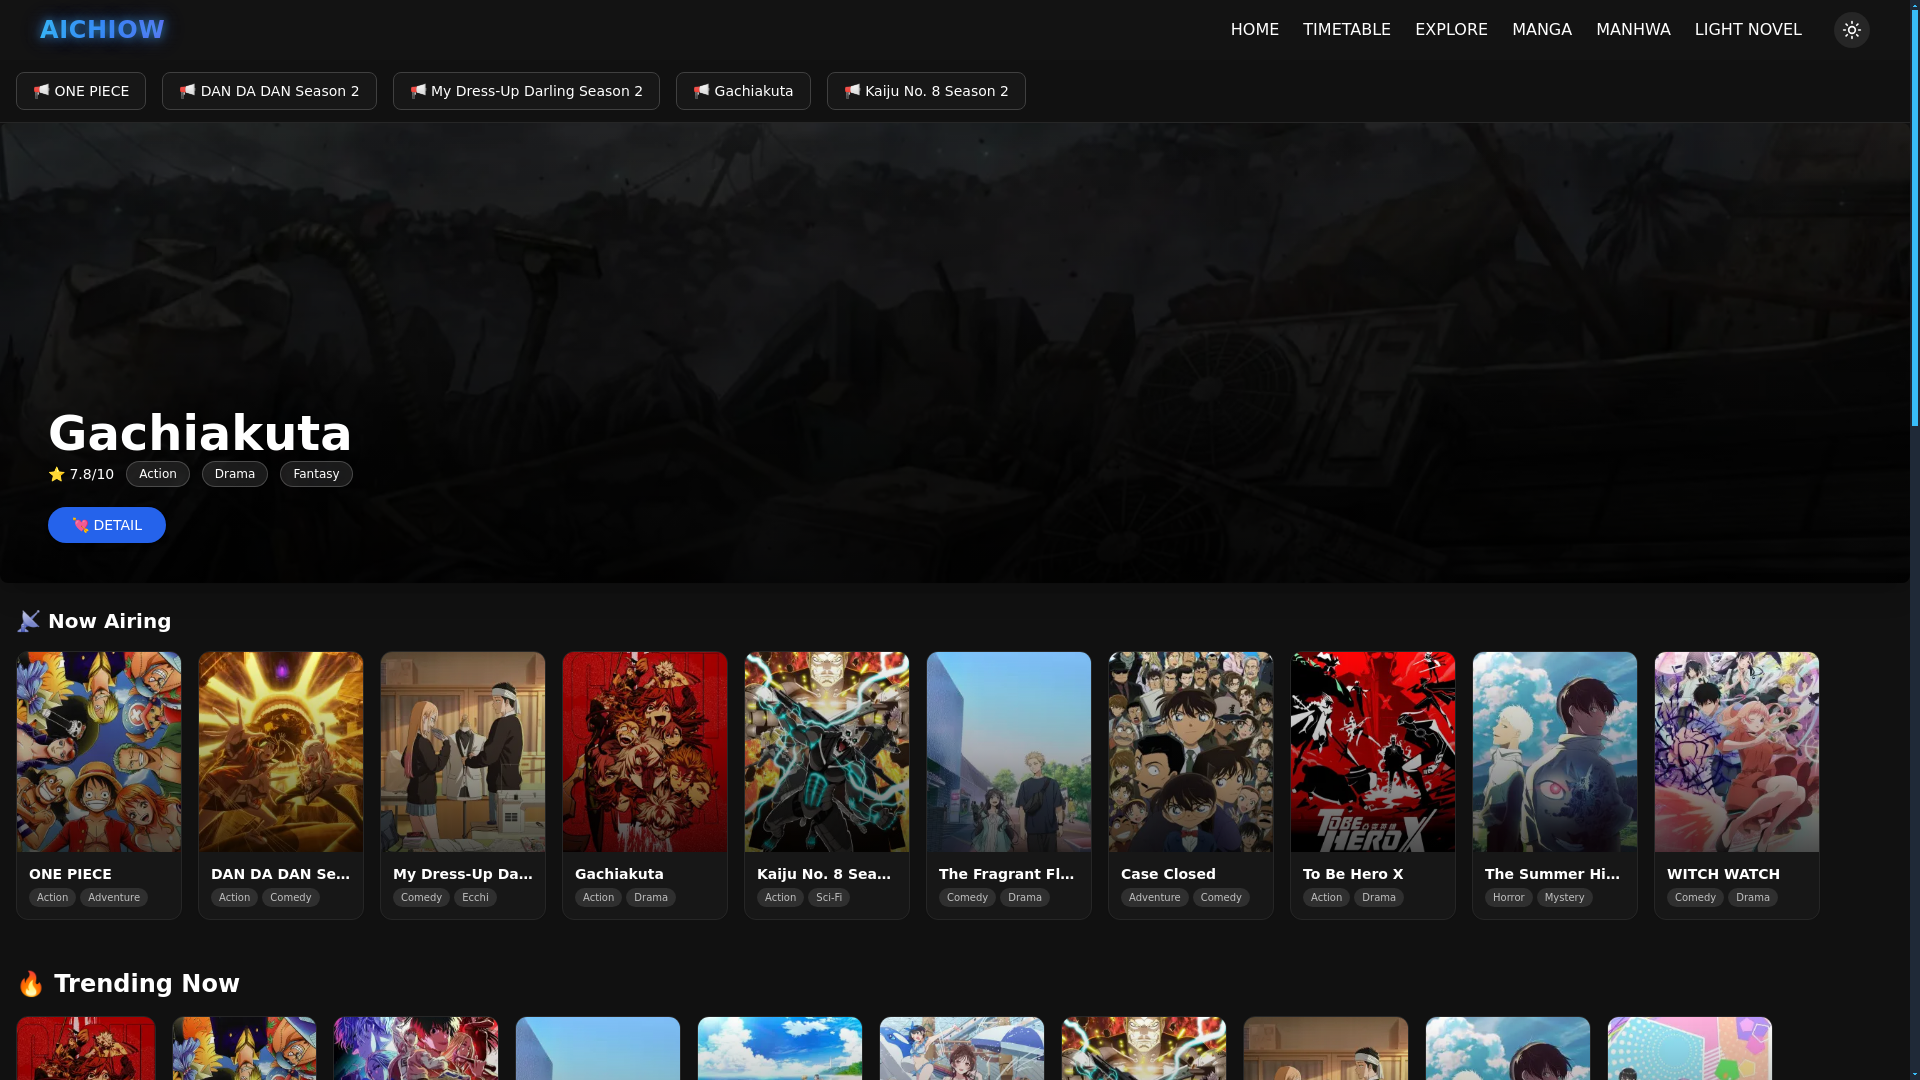 AICHIOW
HOME TIMETABLE EXPLORE MANGA MANHWA LIGHT NOVEL
📢 ONE PIECE 📢 DAN DA DAN Season 2 📢 My Dress-Up Darling Season 2 📢 Gachiakuta 📢 Kaiju No. 8 Season 2
Gachiakuta
⭐ 7.8/10 Action Drama Fantasy
💘 DETAIL
📡 Now Airing
TO BE HERO X
ONE PIECE
Action Adventure
DAN DA DAN Se...
Action Comedy
My Dress-Up Da...
Comedy Ecchi
Gachiakuta
Action Drama
Kaiju No. 8 Sea...
Action Sci-Fi
The Fragrant Fl...
Comedy Drama
Case Closed
Adventure Comedy
To Be Hero X
Action Drama
The Summer Hi...
Horror Mystery
WITCH WATCH
Comedy Drama
🔥 Trending Now